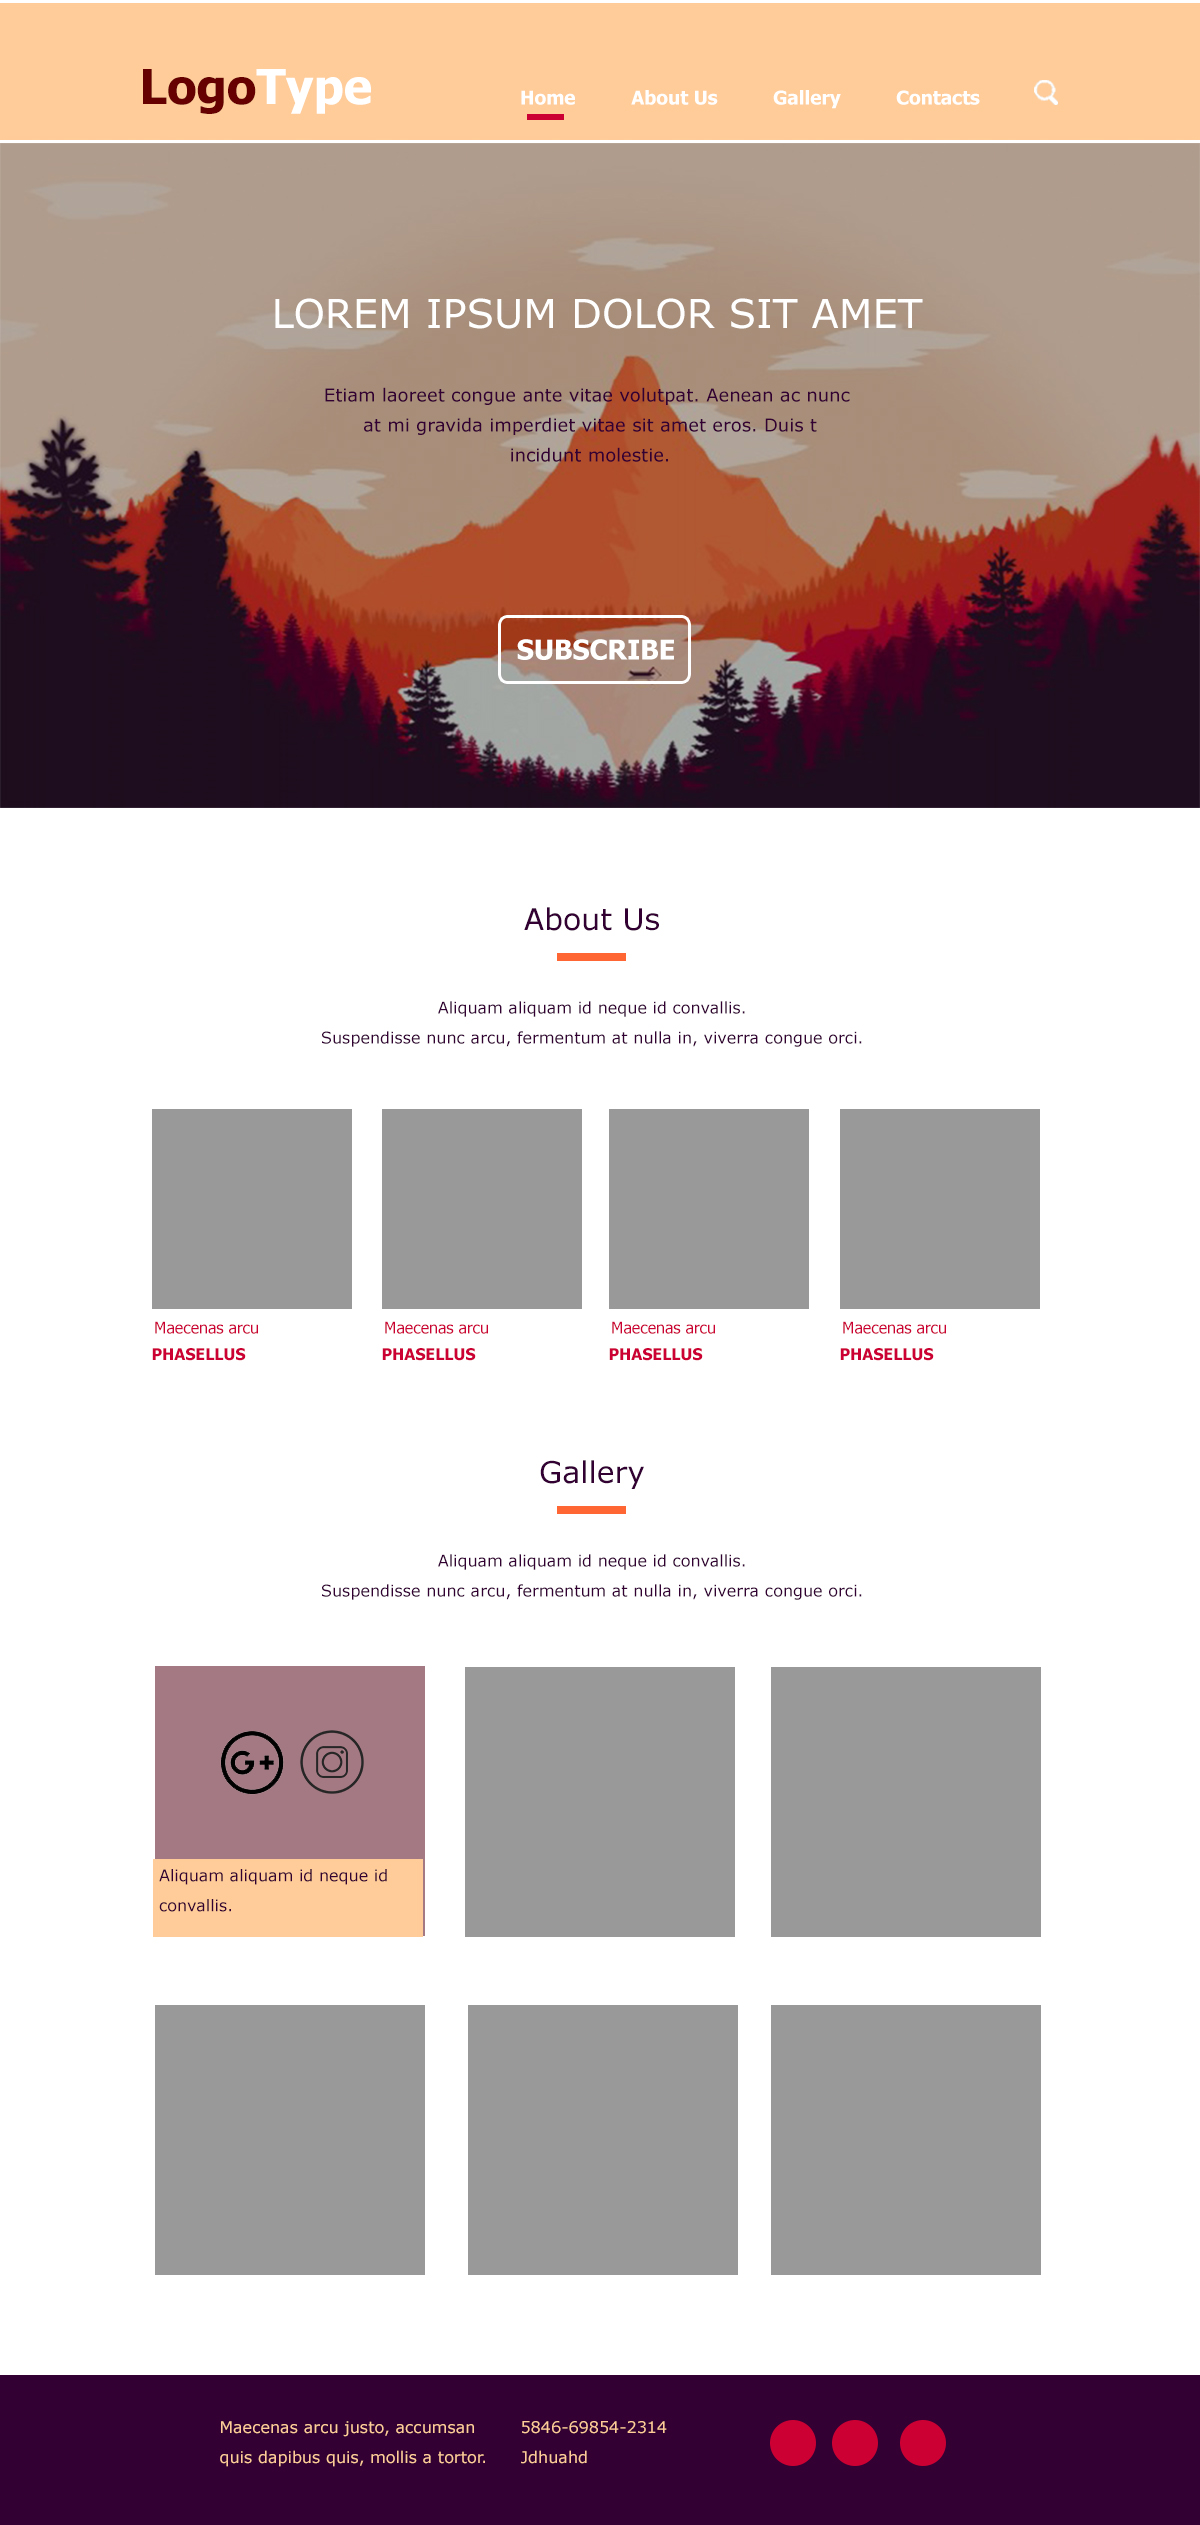 LogoType
Home About Us Gallery Contacts
LOREM IPSUM DOLOR SIT AMET
Etiam laoreet congue ante vitae volutpat. Aenean ac nunc
at mi gravida imperdiet vitae sit amet eros. Duis t
incidunt molestie.
SUBSCRIBE
About Us
Aliquam aliquam id neque id convallis.
Suspendisse nunc arcu, fermentum at nulla in, viverra congue orci.
Maecenas arcu
PHASELLUS
Maecenas arcu
PHASELLUS
Maecenas arcu
PHASELLUS
Maecenas arcu
PHASELLUS
Gallery
Aliquam aliquam id neque id convallis.
Suspendisse nunc arcu, fermentum at nulla in, viverra congue orci.
G+
Aliquam aliquam id neque id
convallis.
Maecenas arcu justo, accumsan
quis dapibus quis, mollis a tortor.
5846-69854-2314
Jdhuahd